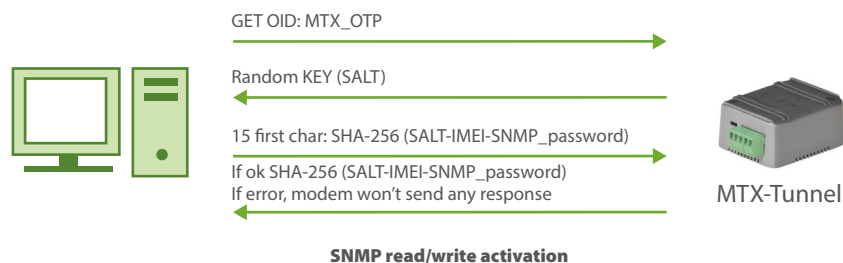 GET OID: MTX_OTP
Random KEY (SALT)
15 first char: SHA-256 (SALT-IMEI-SNMP_password)
If ok SHA-256 (SALT-IMEI-SNMP_password)
If error, modem won’t send any response
MTX-Tunnel
SNMP read/write activation